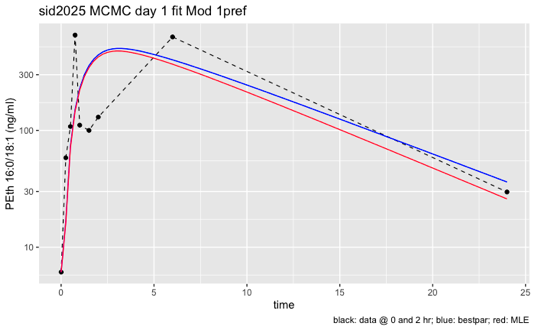 sid2025 MCMC day 1 fit Mod 1pref
PEth 16:0/18:1 (ng/ml)
300
100
30
10
0
5
10
15
20
25
time
black: data @ 0 and 2 hr; blue: bestpar; red: MLE